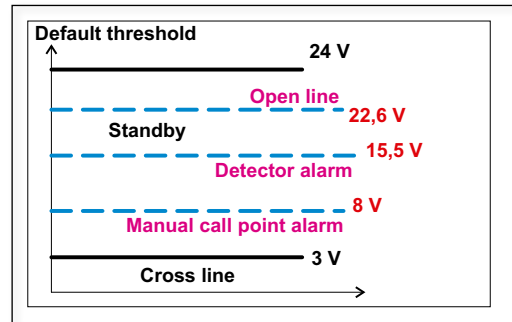 Default threshold
24 V
Open line
22,6 V
Standby
15,5 V
Detector alarm
8 V
Manual call point alarm
3 V
Cross line